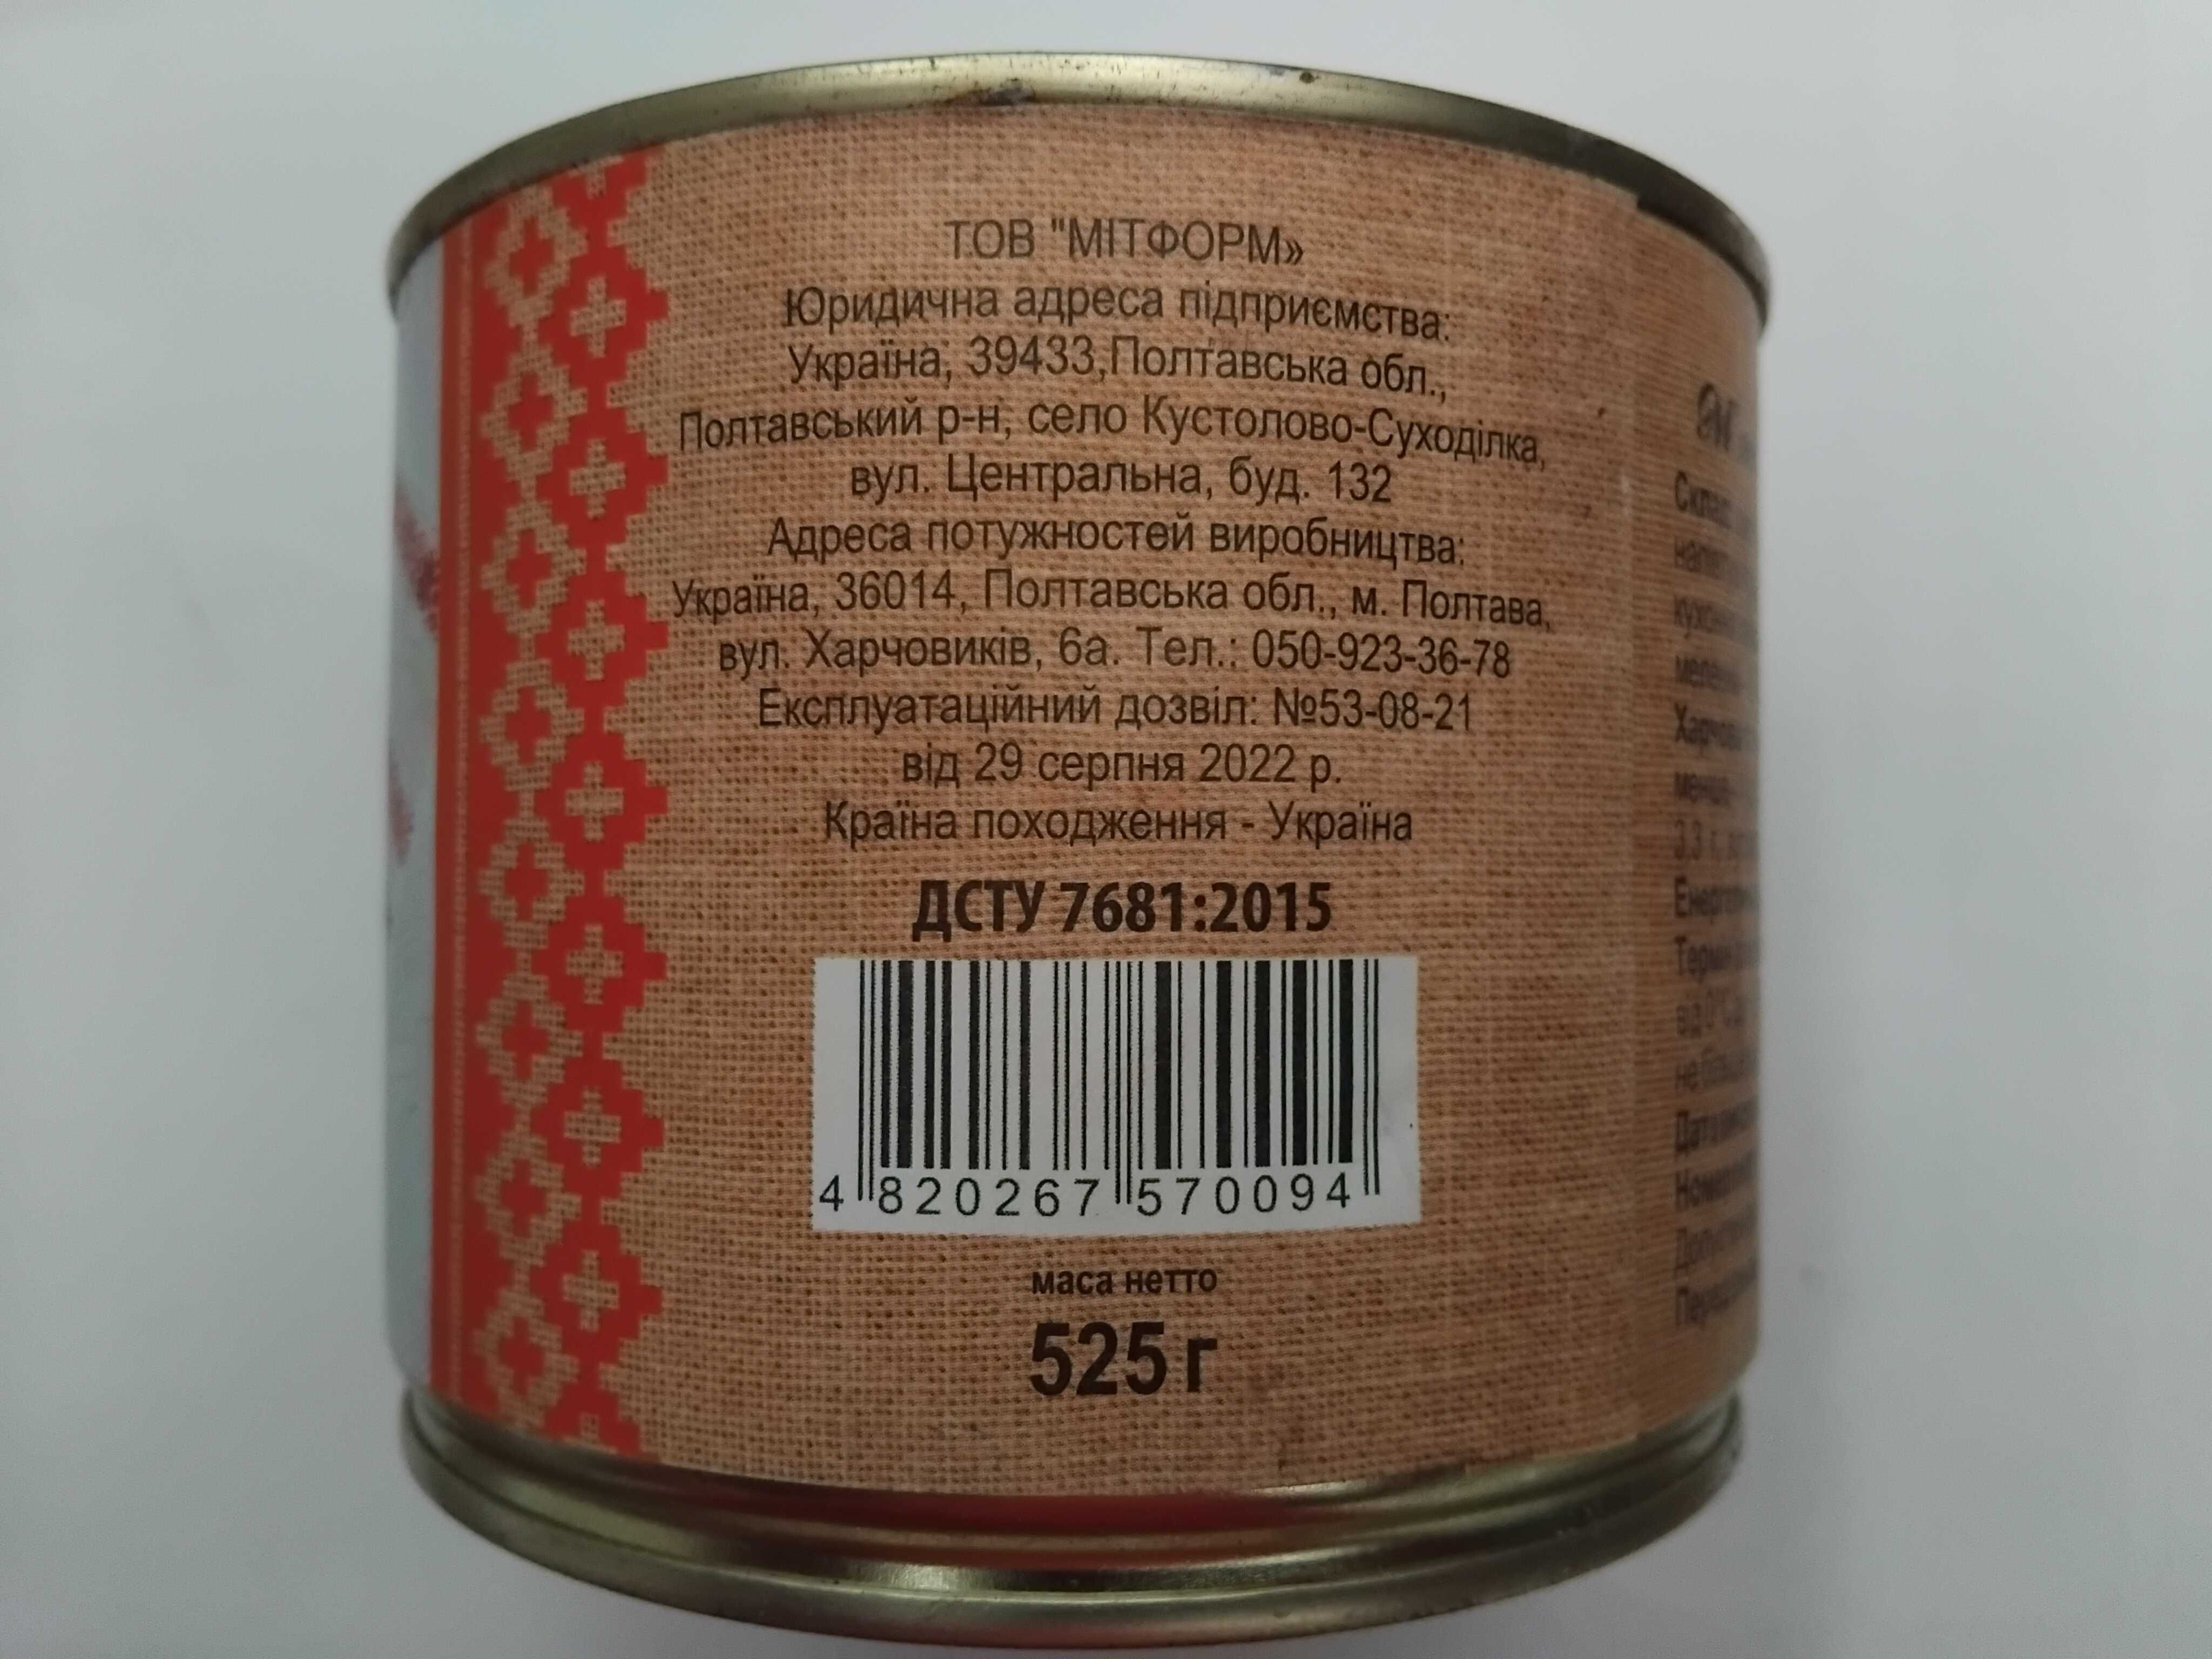 ТОВ "МІТФОРМ»
Юридична адреса підприємства:
Україна, 39433,Полтавська обл.,
Полтавський р-н, село Кустолово-Суходілка,
вул. Центральна, буд. 132
Адреса потужностей виробництва:
Україна, 36014, Полтавська обл., м. Полтава,
вул. Харчовиків, 6а. Тел.: 050-923-36-78
Експлуатаційний дозвіл: №53-08-21
від 29 серпня 2022 р.
Країна походження - Україна
ДСТУ 7681:2015
4 820267 570094
маса нетто
525 г